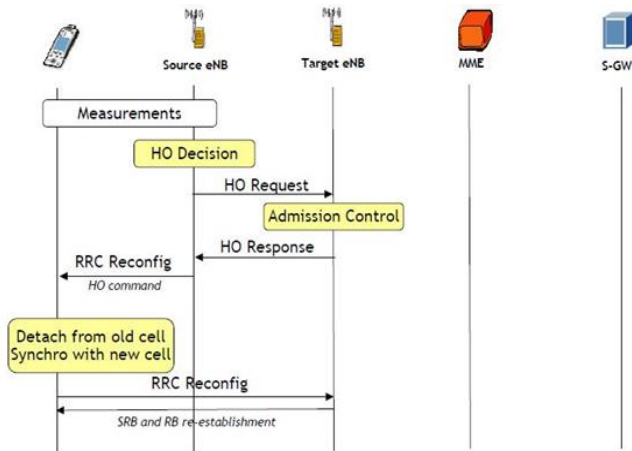 Source eNB
Target eNB
MME
S-GW
Measurements
HO Decision
HO Request
Admission Control
HO Response
RRC Reconfig
HO command
Detach from old cell
Synchro with new cell
RRC Reconfig
SRB and RB re-establishment